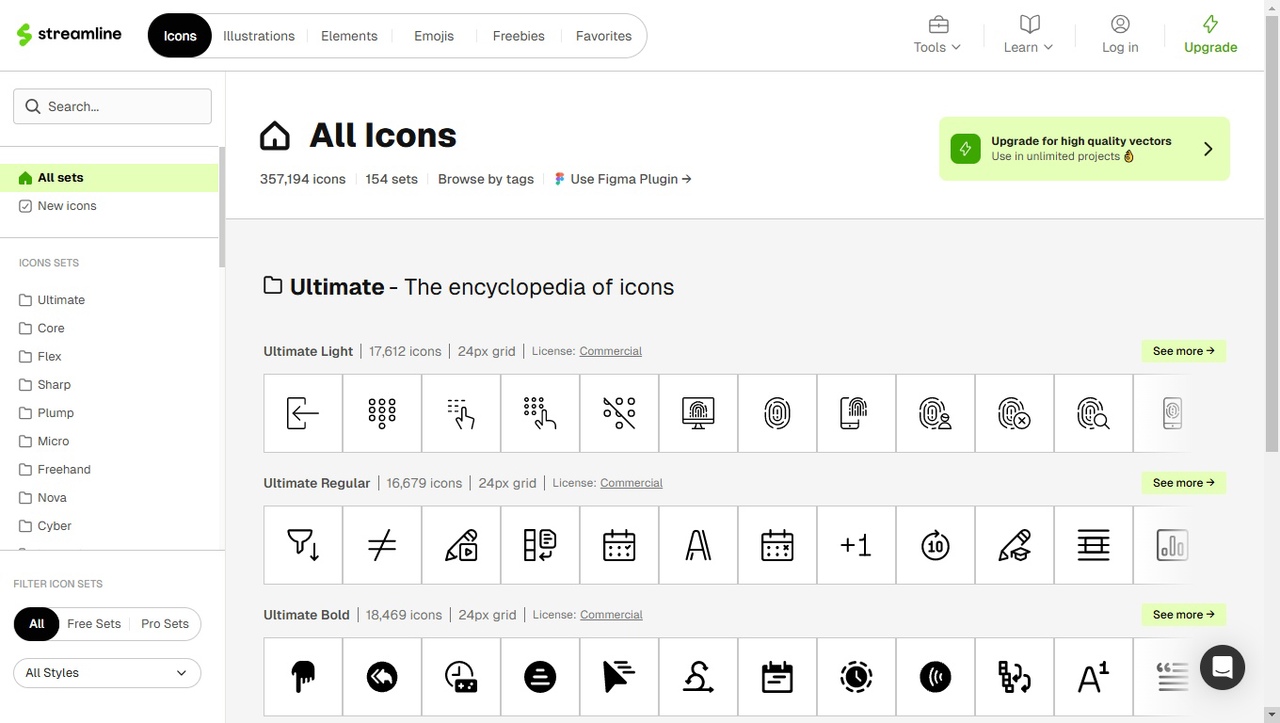 streamline
Icons
Illustrations
Elements
Emojis
Freebies
Favorites
Tools
Learn
Log in
Upgrade
Search...
All sets
New icons
ICONS SETS
Ultimate
Core
Flex
Sharp
Plump
Micro
Freehand
Nova
Cyber
FILTER ICON SETS
All
Free Sets
Pro Sets
All Styles
All Icons
357,194 icons
154 sets
Browse by tags
Use Figma Plugin →
Upgrade for high quality vectors
Use in unlimited projects
Ultimate - The encyclopedia of icons
Ultimate Light | 17,612 icons | 24px grid | License: Commercial
See more →
Ultimate Regular | 16,679 icons | 24px grid | License: Commercial
See more →
+1
10
Ultimate Bold | 18,469 icons | 24px grid | License: Commercial
See more →
A1